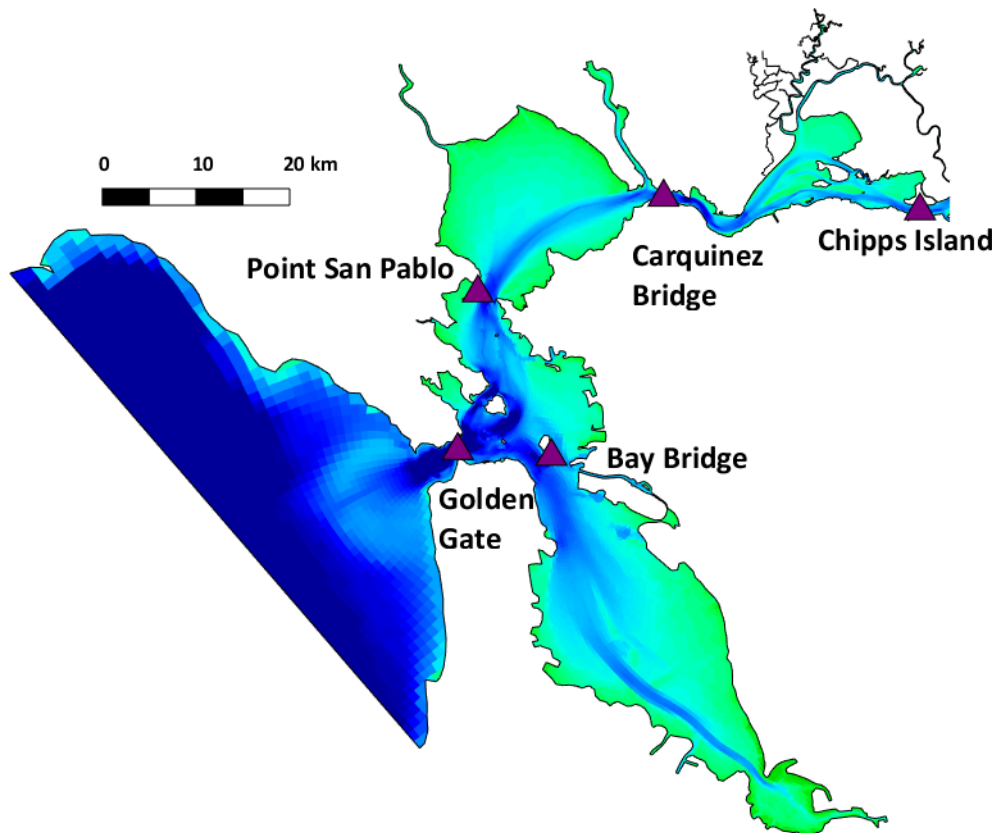 0 10 20 km
Point San Pablo
Carquinez
Bridge
Chipps Island
Golden
Gate
Bay Bridge